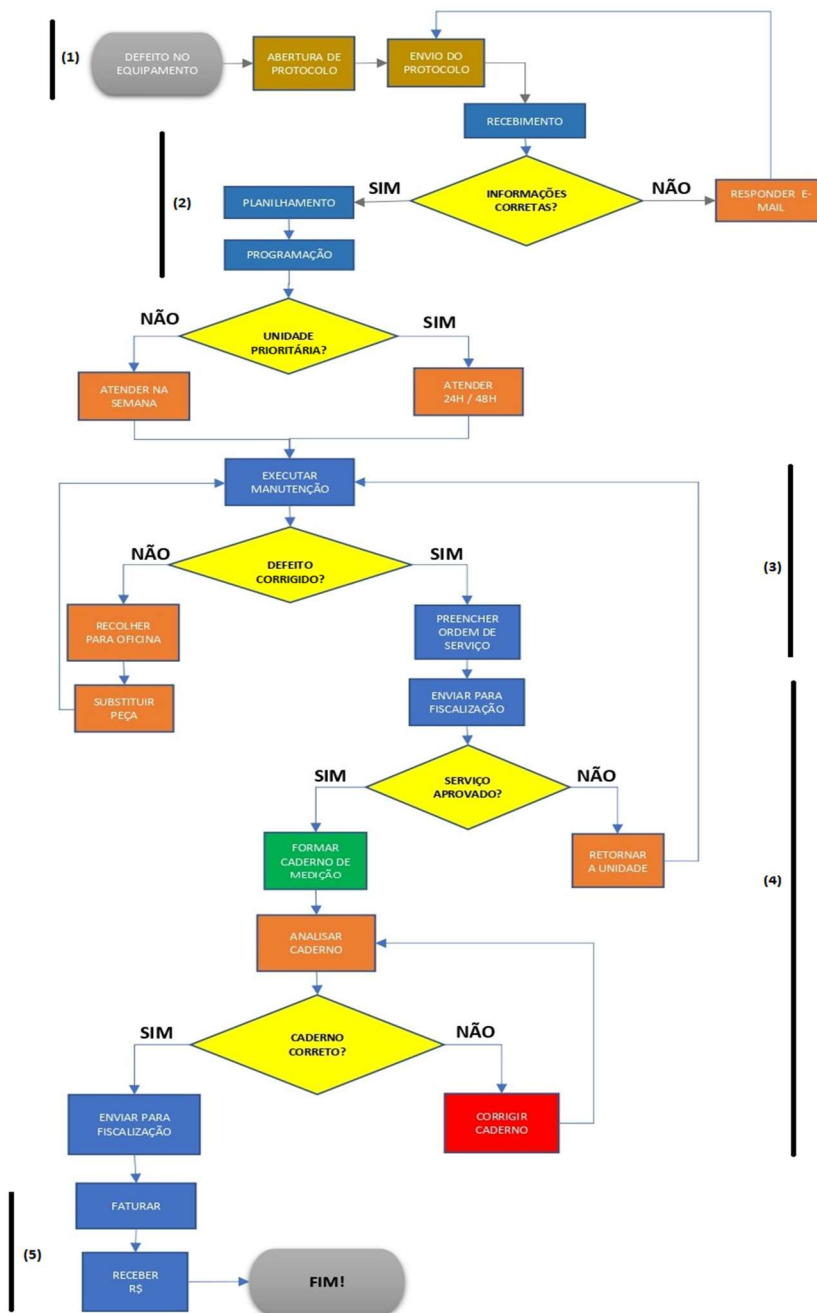 (1)
DEFEITO NO
EQUIPAMENTO
ABERTURA DE
PROTOCOLO
ENVIO DO
PROTOCOLO
RECEBIMENTO
(2)
PLANILHAMENTO
SIM
INFORMAÇÕES
CORRETAS?
NÃO
RESPONDER E-
MAIL
PROGRAMAÇÃO
NÃO
UNIDADE
PRIORITÁRIA?
SIM
ATENDER NA
SEMANA
ATENDER
24H / 48H
EXECUTAR
MANUTENÇÃO
(3)
NÃO
DEFEITO
CORRIGIDO?
SIM
RECOLHER
PARA OFICINA
PREENCHER
ORDEM DE
SERVIÇO
SUBSTITUIR
PEÇA
ENVIAR PARA
FISCALIZAÇÃO
SIM
SERVIÇO
APROVADO?
NÃO
FORMAR
CADERNO DE
MEDIÇÃO
RETORNAR
A UNIDADE
(4)
ANALISAR
CADERNO
SIM
CADERNO
CORRETO?
NÃO
ENVIAR PARA
FISCALIZAÇÃO
CORRIGIR
CADERNO
FATURAR
(5)
RECEBER
R$
FIM!